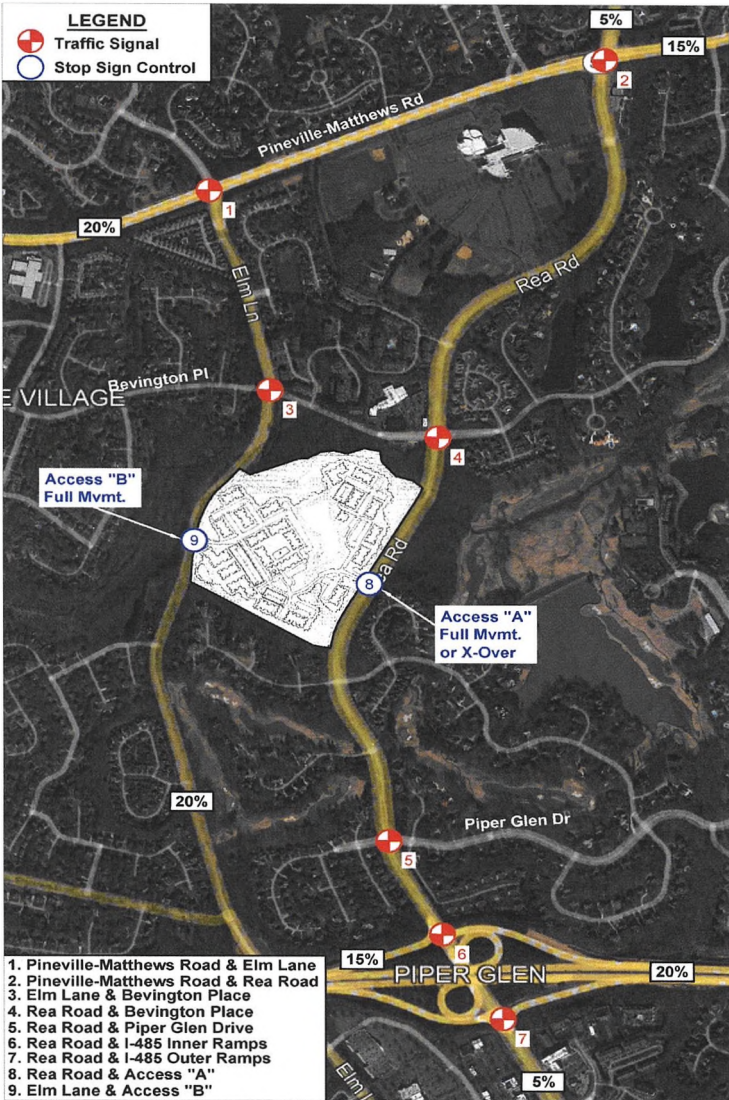 LEGEND
Traffic Signal
Stop Sign Control
5%
15%
2
Pineville-Matthews Rd
1
20%
Elm Ln
Rea Rd
Bevington Pl
E VILLAGE
3
4
Access "B"
Full Mvmt.
9
8
Rd
Access "A"
Full Mvmt.
or X-Over
20%
Piper Glen Dr
5
6
15%
PIPER GLEN
20%
7
5%
1. Pineville-Matthews Road & Elm Lane
2. Pineville-Matthews Road & Rea Road
3. Elm Lane & Bevington Place
4. Rea Road & Bevington Place
5. Rea Road & Piper Glen Drive
6. Rea Road & I-485 Inner Ramps
7. Rea Road & I-485 Outer Ramps
8. Rea Road & Access "A"
9. Elm Lane & Access "B"
Elm